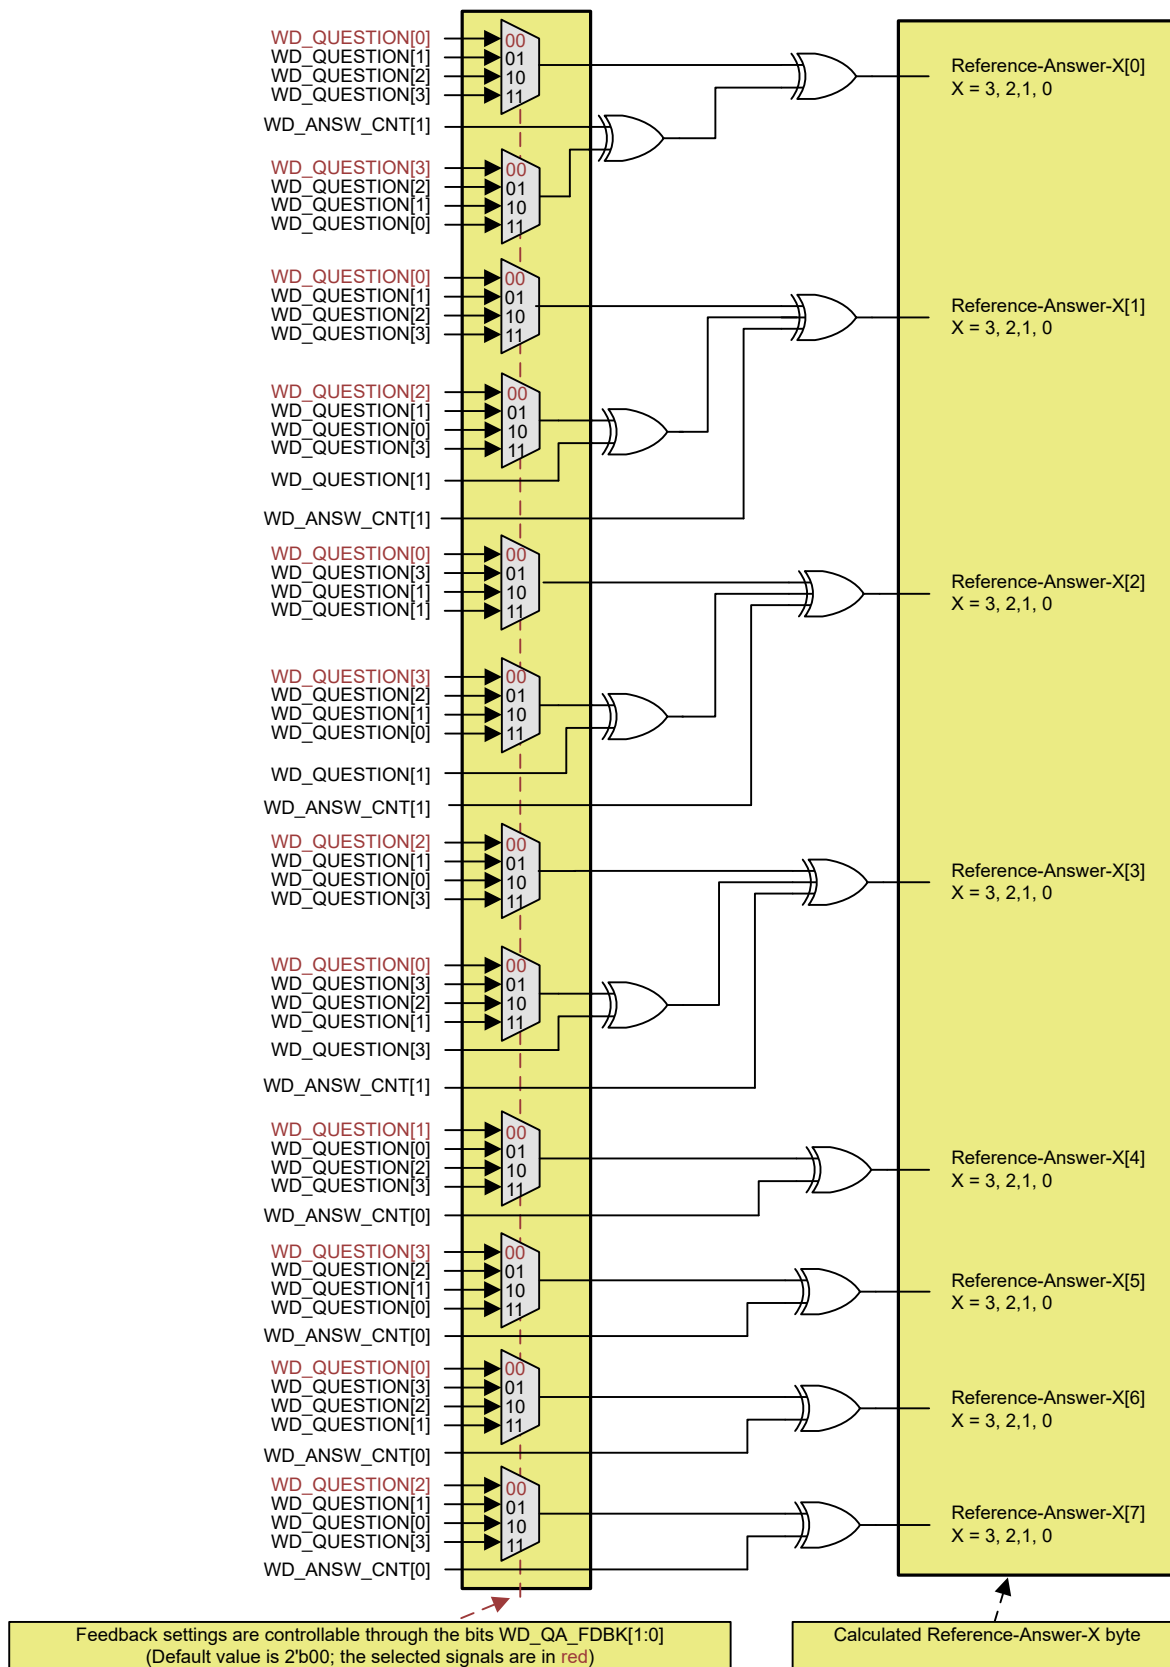 WD_QUESTION[0] 00
WD_QUESTION[1] 01
WD_QUESTION[2] 10
WD_QUESTION[3] 11
WD_ANSW_CNT[1]
Reference-Answer-X[0]
X = 3, 2,1, 0
WD_QUESTION[3] 00
WD_QUESTION[2] 01
WD_QUESTION[1] 10
WD_QUESTION[0] 11
WD_QUESTION[0] 00
WD_QUESTION[1] 01
WD_QUESTION[2] 10
WD_QUESTION[3] 11
Reference-Answer-X[1]
X = 3, 2,1, 0
WD_QUESTION[2] 00
WD_QUESTION[1] 01
WD_QUESTION[0] 10
WD_QUESTION[3] 11
WD_QUESTION[1]
WD_ANSW_CNT[1]
WD_QUESTION[0] 00
WD_QUESTION[3] 01
WD_QUESTION[1] 10
WD_QUESTION[1] 11
Reference-Answer-X[2]
X = 3, 2,1, 0
WD_QUESTION[3] 00
WD_QUESTION[2] 01
WD_QUESTION[1] 10
WD_QUESTION[0] 11
WD_QUESTION[1]
WD_ANSW_CNT[1]
WD_QUESTION[2] 00
WD_QUESTION[1] 01
WD_QUESTION[0] 10
WD_QUESTION[3] 11
Reference-Answer-X[3]
X = 3, 2,1, 0
WD_QUESTION[0] 00
WD_QUESTION[3] 01
WD_QUESTION[2] 10
WD_QUESTION[1] 11
WD_QUESTION[3]
WD_ANSW_CNT[1]
WD_QUESTION[1] 00
WD_QUESTION[0] 01
WD_QUESTION[2] 10
WD_QUESTION[3] 11
WD_ANSW_CNT[0]
Reference-Answer-X[4]
X = 3, 2,1, 0
WD_QUESTION[3] 00
WD_QUESTION[2] 01
WD_QUESTION[1] 10
WD_QUESTION[0] 11
WD_ANSW_CNT[0]
Reference-Answer-X[5]
X = 3, 2,1, 0
WD_QUESTION[0] 00
WD_QUESTION[3] 01
WD_QUESTION[2] 10
WD_QUESTION[1] 11
WD_ANSW_CNT[0]
Reference-Answer-X[6]
X = 3, 2,1, 0
WD_QUESTION[2] 00
WD_QUESTION[1] 01
WD_QUESTION[0] 10
WD_QUESTION[3] 11
WD_ANSW_CNT[0]
Reference-Answer-X[7]
X = 3, 2,1, 0
Feedback settings are controllable through the bits WD_QA_FDBK[1:0]
(Default value is 2'b00; the selected signals are in red)
Calculated Reference-Answer-X byte